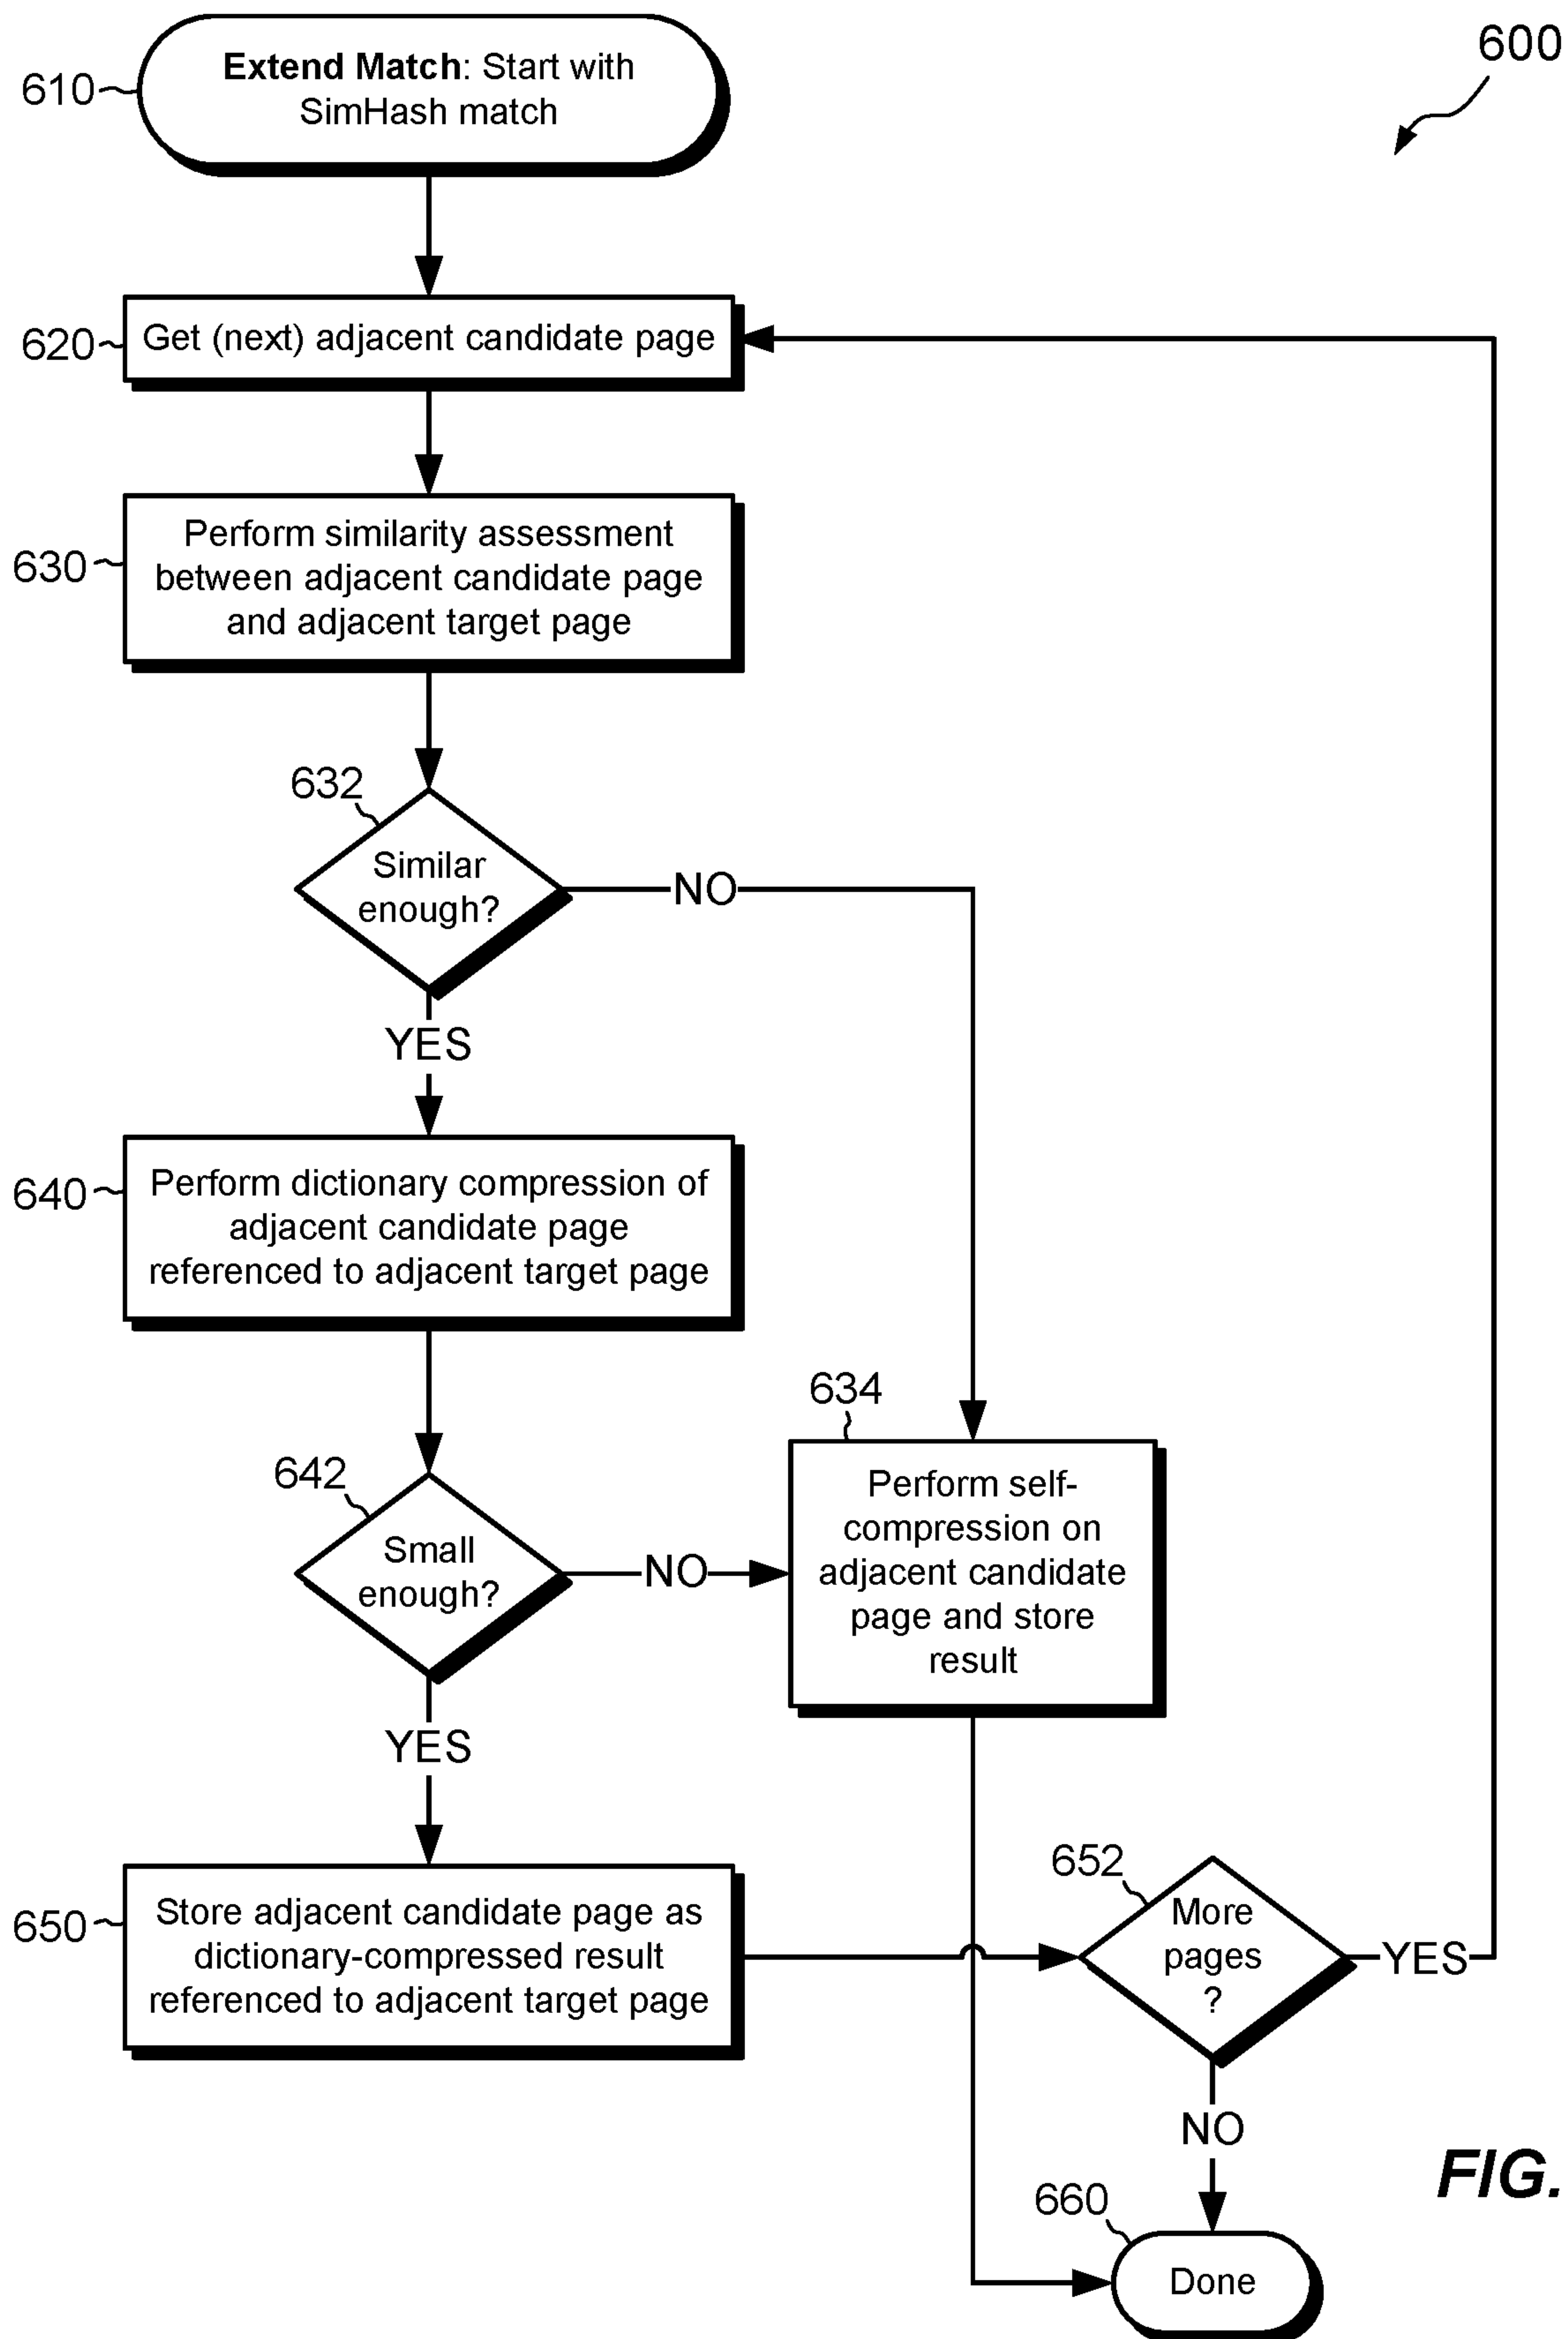 600
610
Extend Match: Start with
SimHash match
620
Get (next) adjacent candidate page
630
Perform similarity assessment
between adjacent candidate page
and adjacent target page
632
Similar
enough?
NO
YES
640
Perform dictionary compression of
adjacent candidate page
referenced to adjacent target page
634
Perform self-
compression on
adjacent candidate
page and store
result
642
Small
enough?
NO
YES
650
Store adjacent candidate page as
dictionary-compressed result
referenced to adjacent target page
652
More
pages
?
YES
NO
FIG.
660
Done